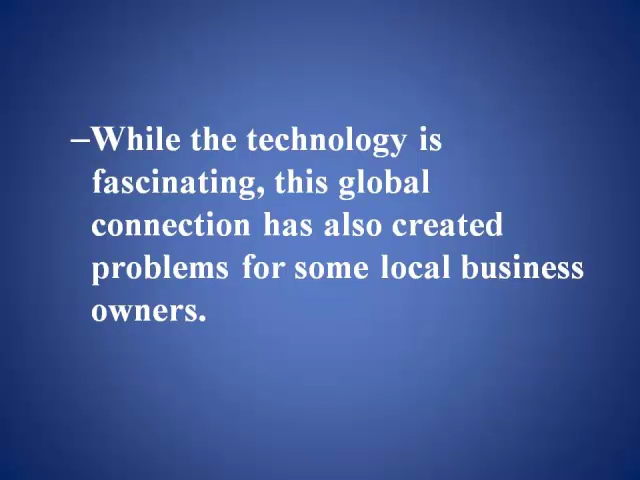 –While the technology is
fascinating, this global
connection has also created
problems for some local business
owners.